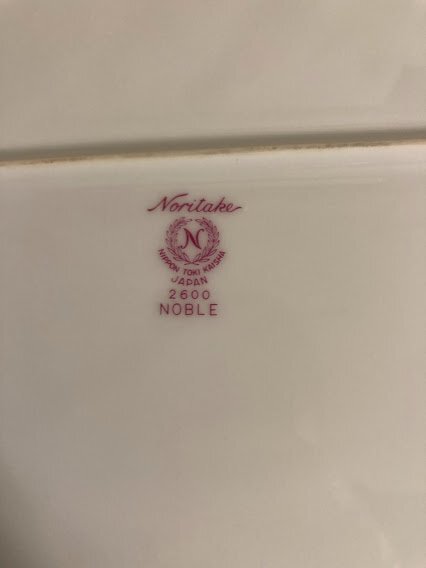 Noritake
N
NIPPON TOKI KAISHA
JAPAN
2600
NOBLE